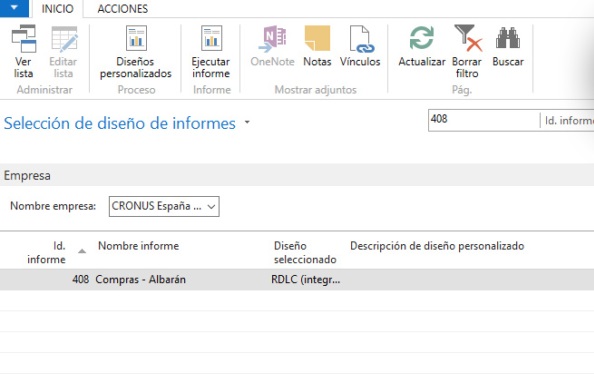 INICIO ACCIONES
Ver lista
Editar lista
Diseños personalizados
Ejecutar informe
OneNote
Notas
Vínculos
Actualizar
Borrar filtro
Buscar
Administrar Proceso Informe Mostrar adjuntos Pág.
Selección de diseño de informes
408 Id. inform
Empresa
Nombre empresa: CRONUS España ...
Id. informe
Nombre informe
Diseño seleccionado
Descripción de diseño personalizado
408 Compras - Albarán RDLC (integr...